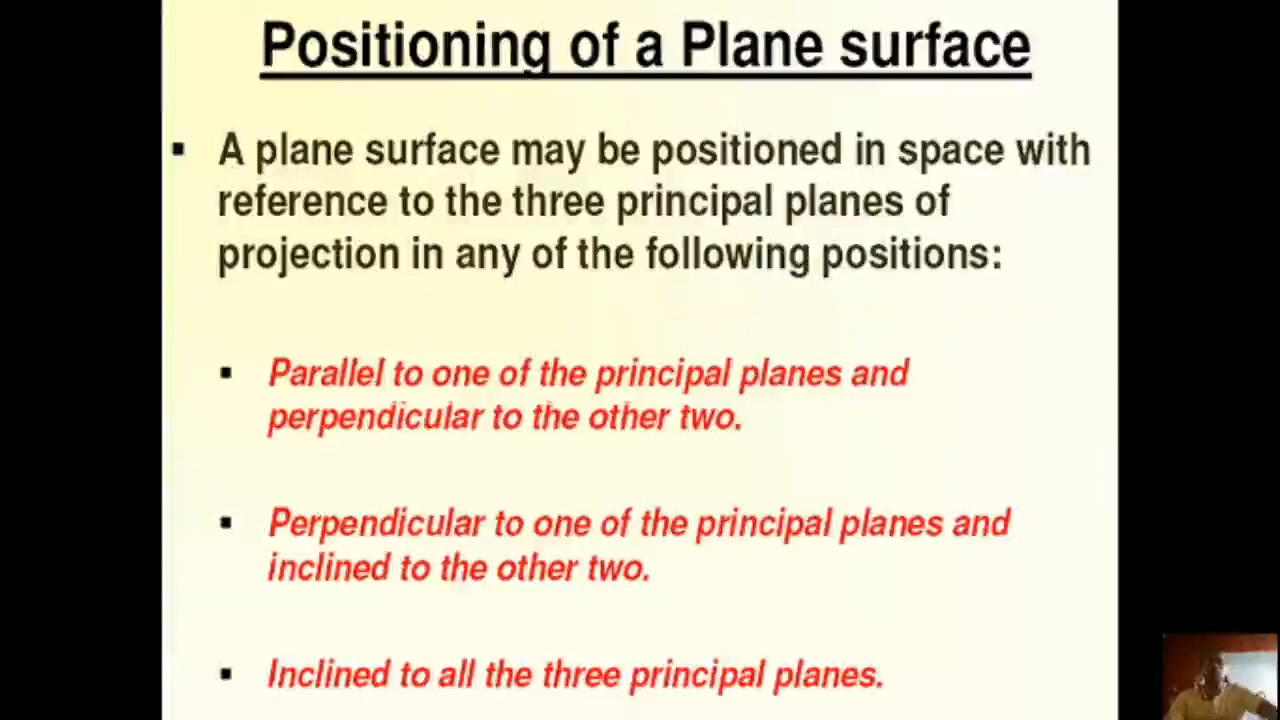 Positioning of a Plane surface
▪ A plane surface may be positioned in space with
reference to the three principal planes of
projection in any of the following positions:
▪ Parallel to one of the principal planes and
perpendicular to the other two.
▪ Perpendicular to one of the principal planes and
inclined to the other two.
▪ Inclined to all the three principal planes.